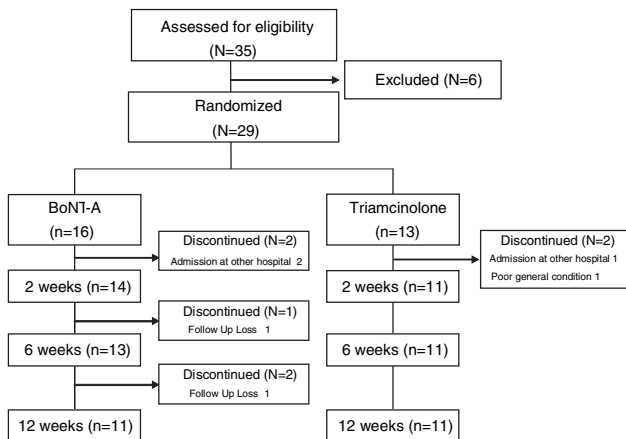 Assessed for eligibility
(N=35)
Excluded (N=6)
Randomized
(N=29)
BoNT-A
(n=16)
Triamcinolone
(n=13)
Discontinued (N=2)
Admission at other hospital 2
Discontinued (N=2)
Admission at other hospital 1
Poor general condition 1
2 weeks (n=14)
2 weeks (n=11)
Discontinued (N=1)
Follow Up Loss 1
6 weeks (n=13)
6 weeks (n=11)
Discontinued (N=2)
Follow Up Loss 1
12 weeks (n=11)
12 weeks (n=11)